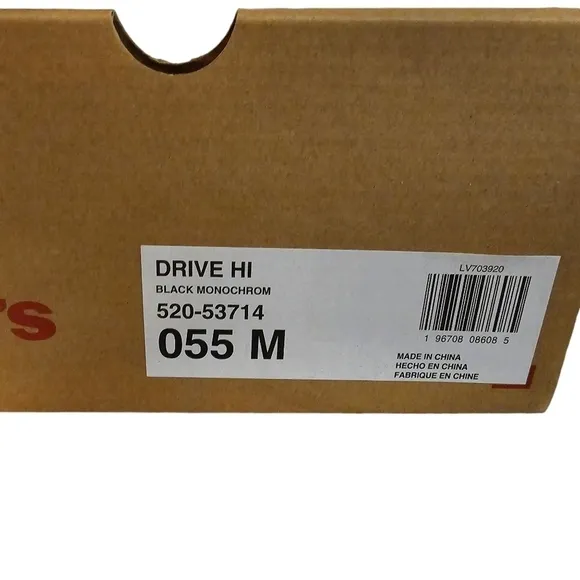 'S
DRIVE HI
BLACK MONOCHROM
520-53714
055 M
LV703920
1 96708 08608 5
MADE IN CHINA
HECHO EN CHINA
FABRIQUE EN CHINE